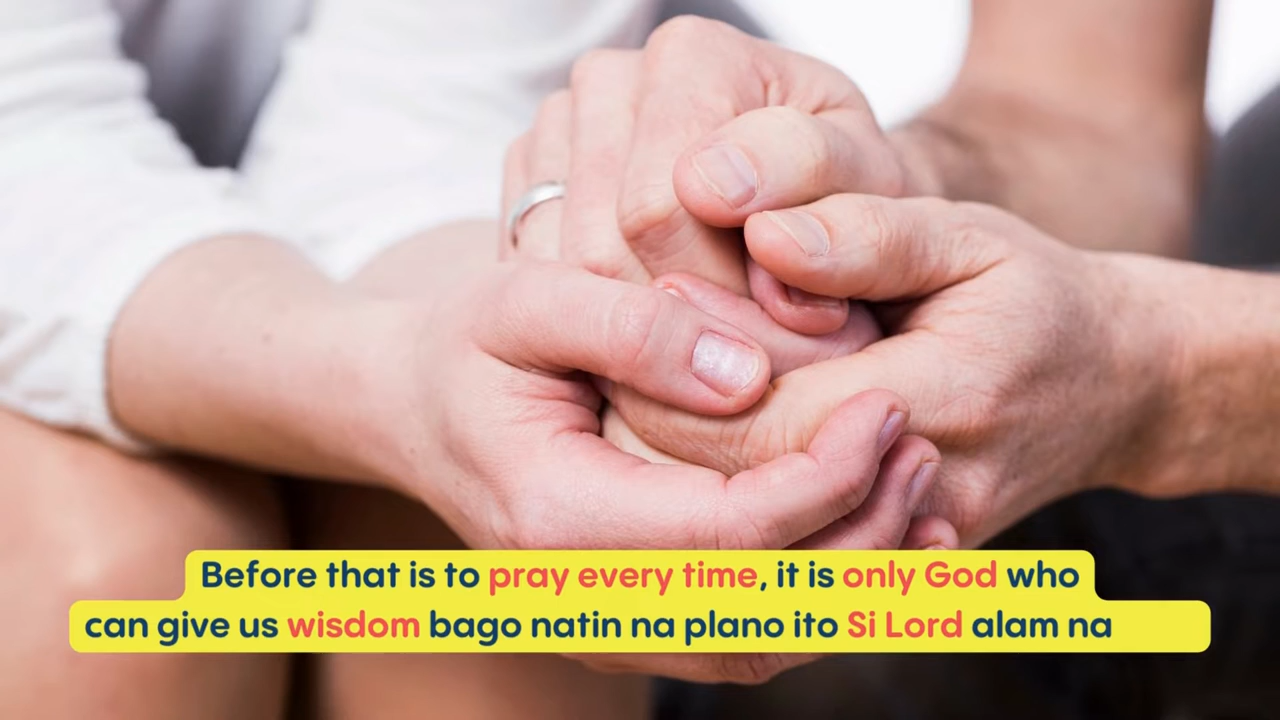 Before that is to pray every time, it is only God who
can give us wisdom bago natin na plano ito Si Lord alam na